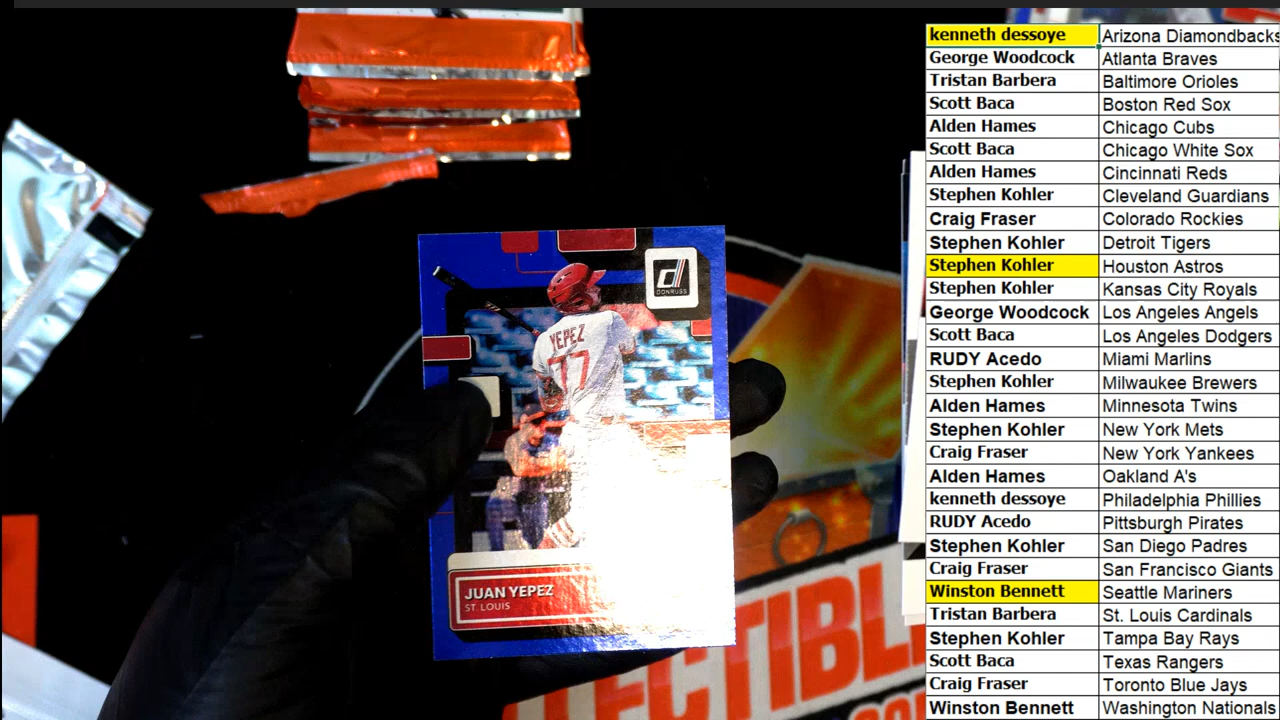 kenneth dessoye Arizona Diamondbacks
George Woodcock Atlanta Braves
Tristan Barbera Baltimore Orioles
Scott Baca Boston Red Sox
Alden Hames Chicago Cubs
Scott Baca Chicago White Sox
Alden Hames Cincinnati Reds
Stephen Kohler Cleveland Guardians
Craig Fraser Colorado Rockies
Stephen Kohler Detroit Tigers
Stephen Kohler Houston Astros
Stephen Kohler Kansas City Royals
George Woodcock Los Angeles Angels
Scott Baca Los Angeles Dodgers
RUDY Acedo Miami Marlins
Stephen Kohler Milwaukee Brewers
Alden Hames Minnesota Twins
Stephen Kohler New York Mets
Craig Fraser New York Yankees
Alden Hames Oakland A's
kenneth dessoye Philadelphia Phillies
RUDY Acedo Pittsburgh Pirates
Stephen Kohler San Diego Padres
Craig Fraser San Francisco Giants
Winston Bennett Seattle Mariners
Tristan Barbera St. Louis Cardinals
Stephen Kohler Tampa Bay Rays
Scott Baca Texas Rangers
Craig Fraser Toronto Blue Jays
Winston Bennett Washington Nationals
d
DONRUSS
YEPEZ
77
JUAN YEPEZ
ST. LOUIS